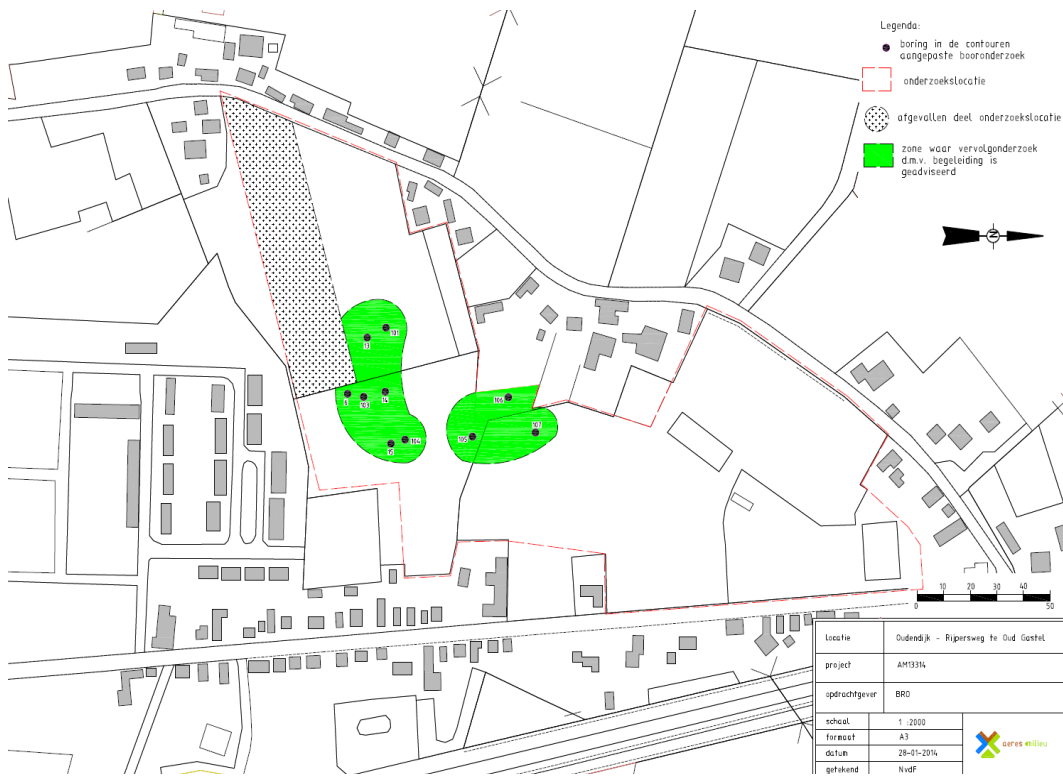 Legenda:
boring in de contouren
aangepaste booronderzoek
onderzoekslocatie
afgevallen deel onderzoekslocatie
zone waar vervolgonderzoek
d.m.v. begeleiding is
geadviseerd
N
101
13
6
103
14
15
104
106
105
107
10 20 30 40
0 50
locatie Oudendijk - Rijpersweg te Oud Gastel
project AM13314
opdrachtgever BRO
schaal 1 :2000
formaat A3
datum 28-01-2014
getekend NvdF
aeres milieu